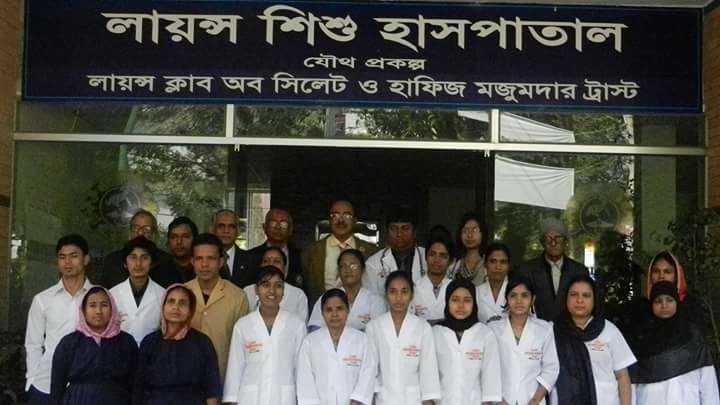 লায়ন্স শিশু হাসপাতাল
যৌথ প্রকল্প
লায়ন্স ক্লাব অব সিলেট ও হাফিজ মজুমদার ট্রাস্ট